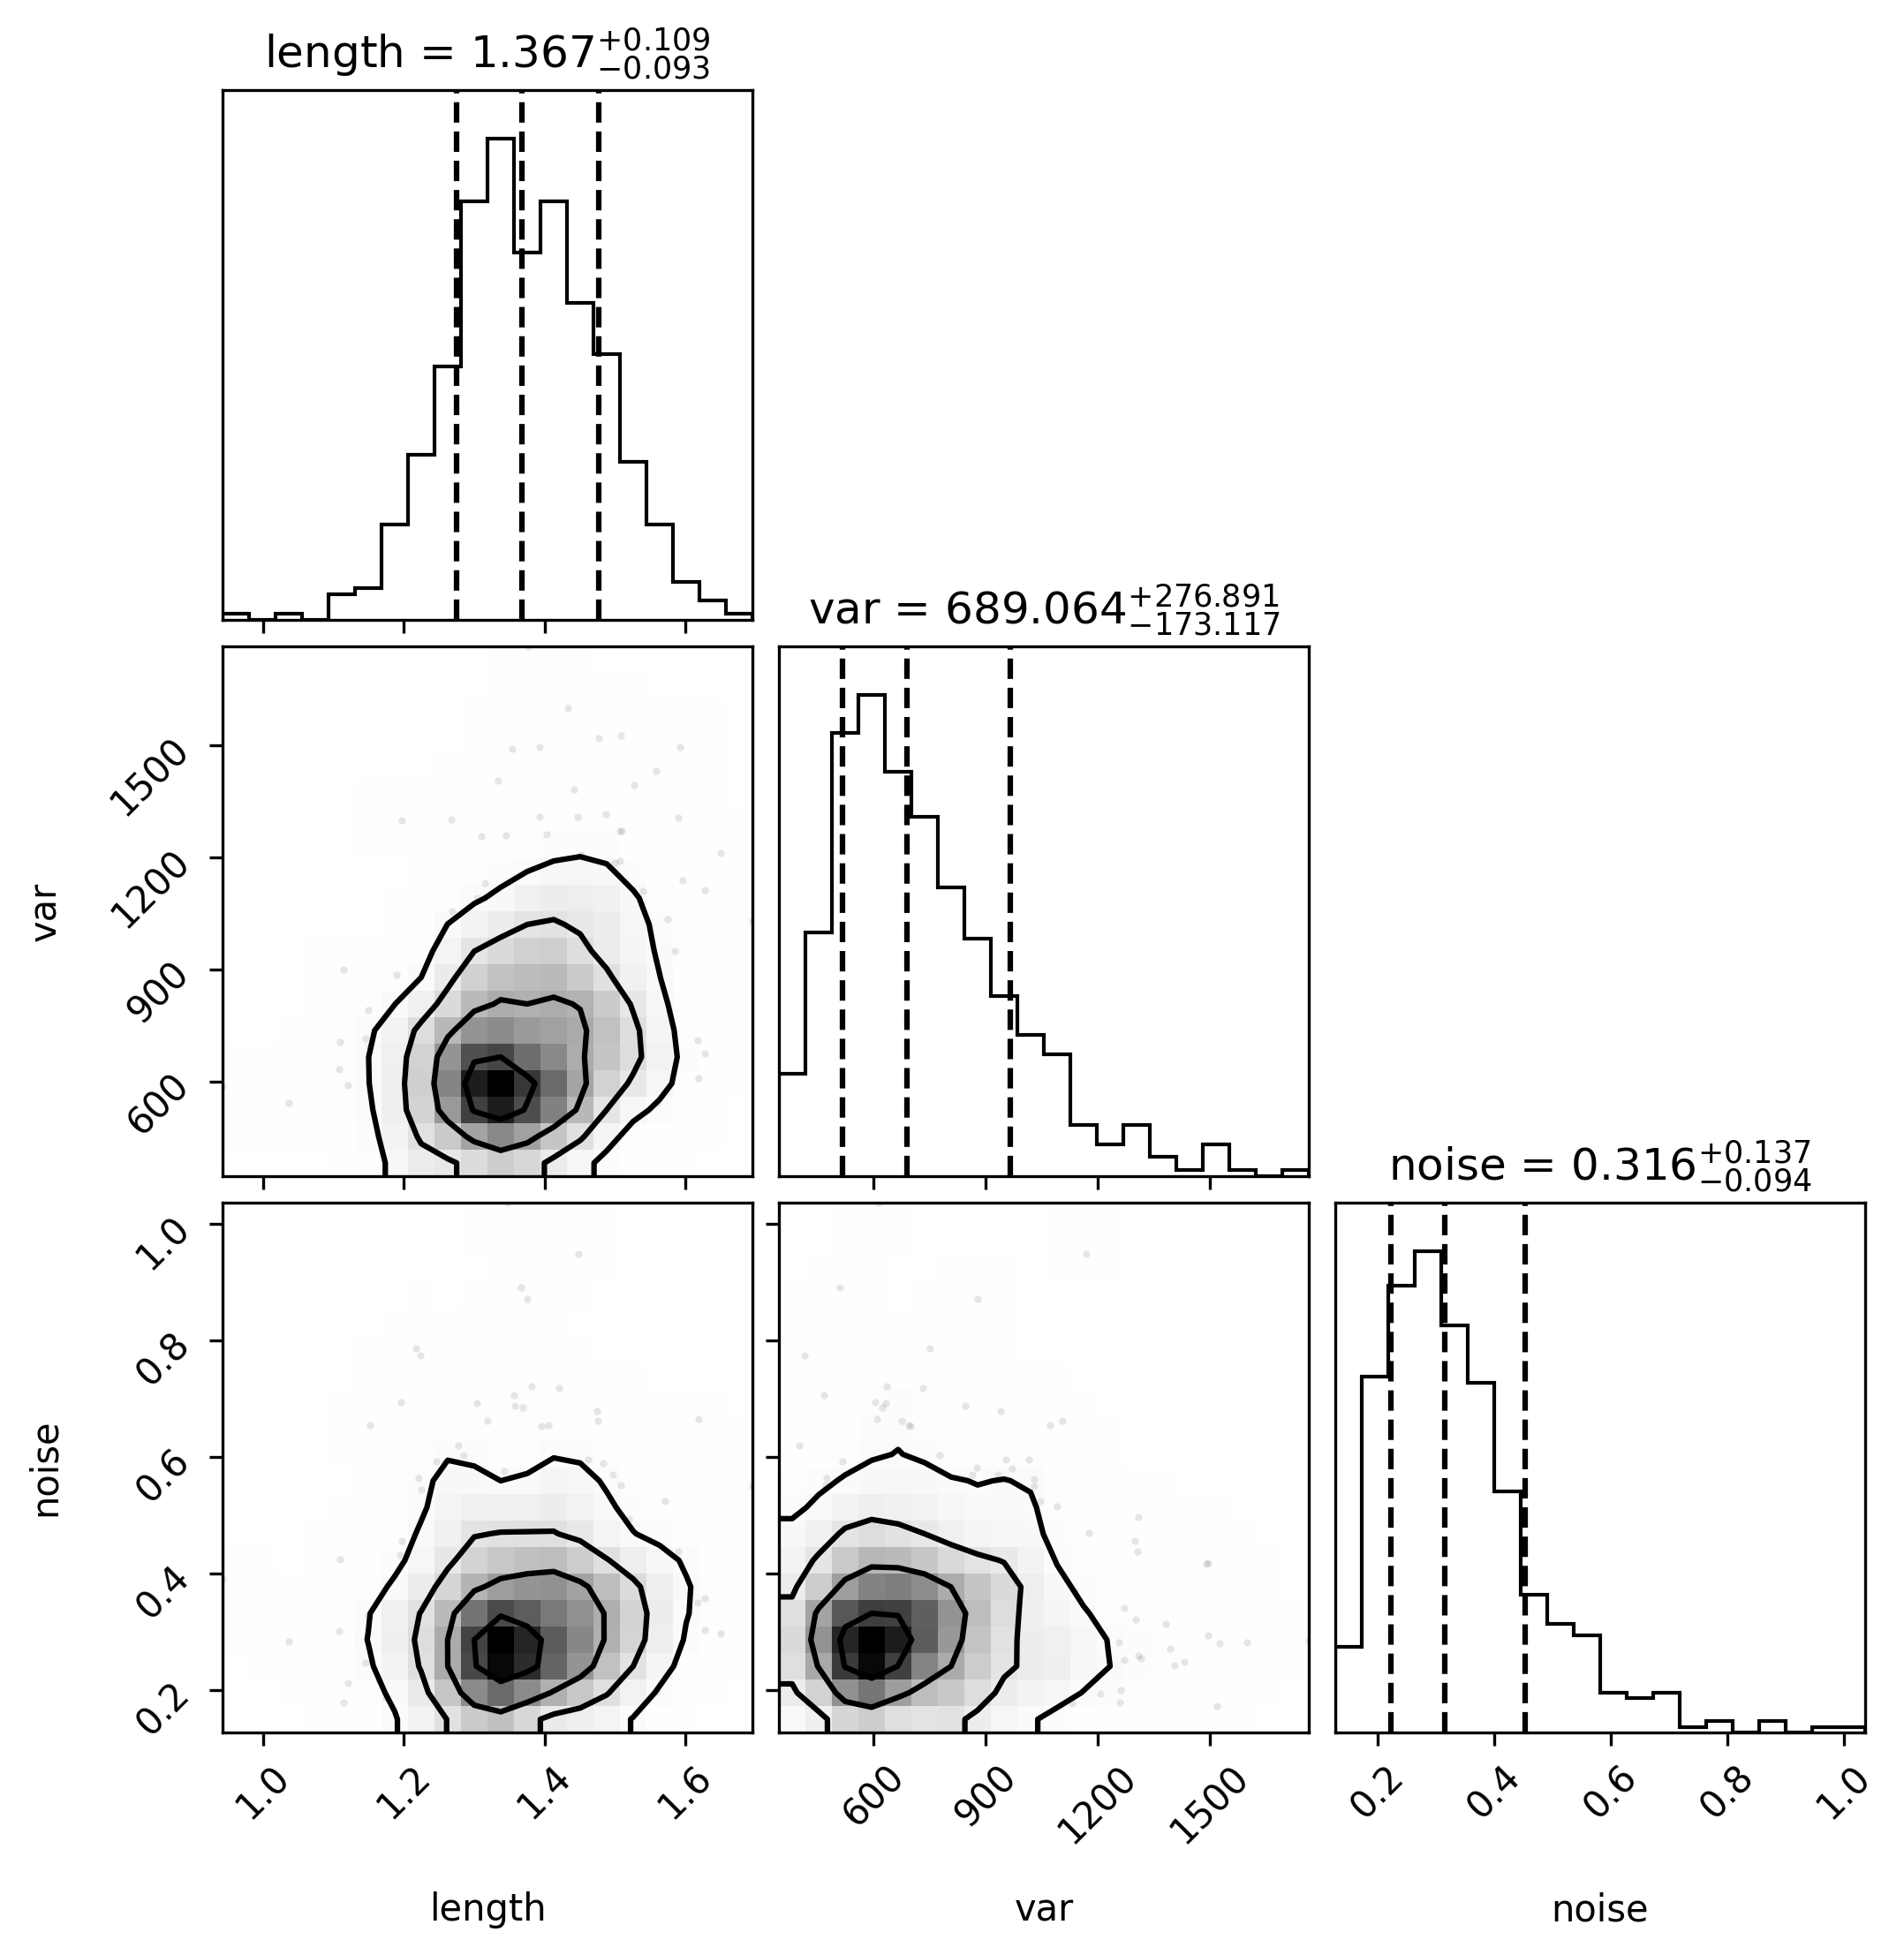 length = 1.367+0.109−0.093
var = 689.064+276.891−173.117
1500
1200
900
600
var
noise = 0.316+0.137−0.094
1.0
0.8
0.6
0.4
0.2
noise
1.0 1.2 1.4 1.6 600 900 1200 1500 0.2 0.4 0.6 0.8 1.0
length var noise